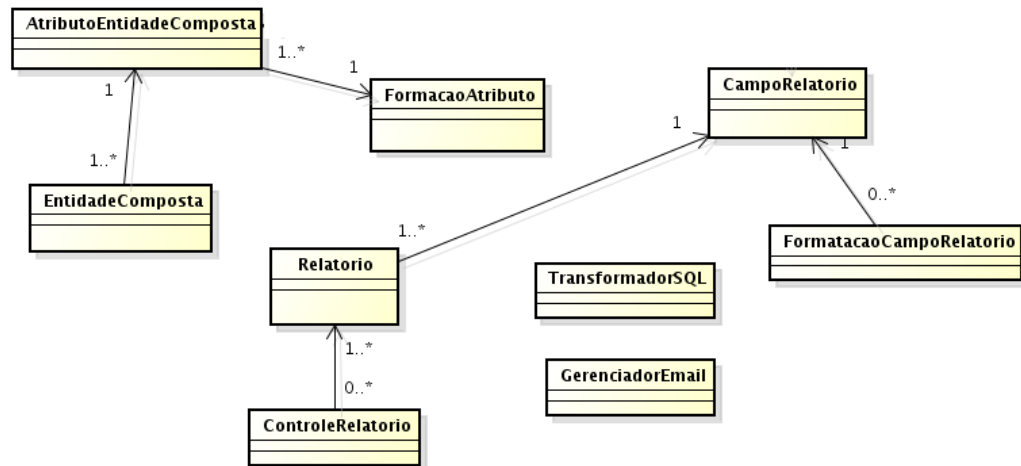 AtributoEntidadeComposta
1..*
1
1
FormacaoAtributo
CampoRelatorio
1
1
1..*
0..*
EntidadeComposta
1..*
FormatacaoCampoRelatorio
Relatorio
TransformadorSQL
1..*
GerenciadorEmail
0..*
ControleRelatorio